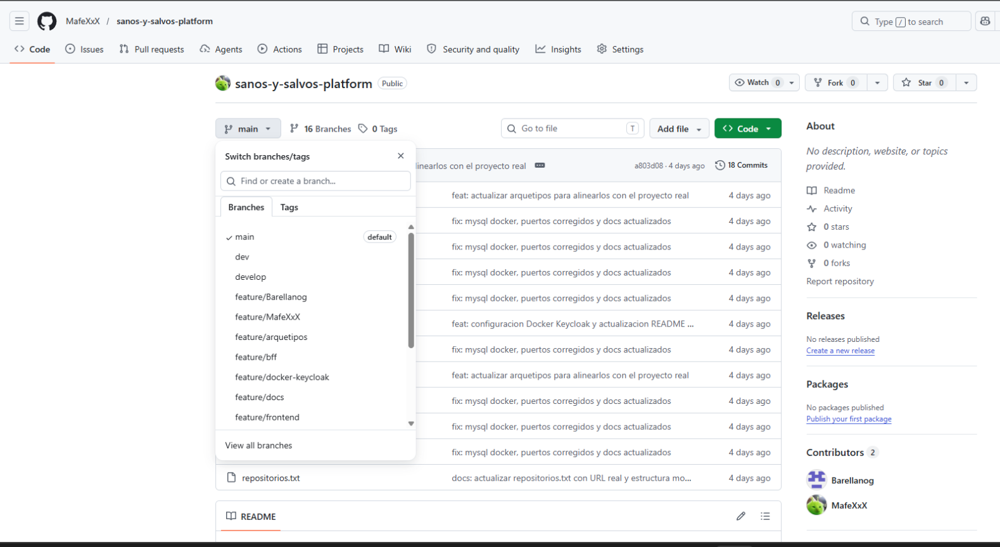 MafeXxX / sanos-y-salvos-platform
Type / to search
Code Issues Pull requests Agents Actions Projects Wiki Security and quality Insights Settings
sanos-y-salvos-platform Public
Watch 0 Fork 0 Star 0
main 16 Branches 0 Tags
Go to file T Add file Code
Switch branches/tags
Find or create a branch...
Branches Tags
main default
dev
develop
feature/Barellanog
feature/MafeXxX
feature/arquetipos
feature/bff
feature/docker-keycloak
feature/docs
feature/frontend
View all branches
linearlos con el proyecto real a803d08 · 4 days ago 18 Commits
feat: actualizar arquetipos para alinearlos con el proyecto real 4 days ago
fix: mysql docker, puertos corregidos y docs actualizados 4 days ago
fix: mysql docker, puertos corregidos y docs actualizados 4 days ago
fix: mysql docker, puertos corregidos y docs actualizados 4 days ago
fix: mysql docker, puertos corregidos y docs actualizados 4 days ago
feat: configuracion Docker Keycloak y actualizacion README ... 4 days ago
fix: mysql docker, puertos corregidos y docs actualizados 4 days ago
feat: actualizar arquetipos para alinearlos con el proyecto real 4 days ago
fix: mysql docker, puertos corregidos y docs actualizados 4 days ago
fix: mysql docker, puertos corregidos y docs actualizados 4 days ago
fix: mysql docker, puertos corregidos y docs actualizados 4 days ago
repositorios.txt docs: actualizar repositorios.txt con URL real y estructura mo... 4 days ago
README
About
No description, website, or topics
provided.
Readme
Activity
0 stars
0 watching
0 forks
Report repository
Releases
No releases published
Create a new release
Packages
No packages published
Publish your first package
Contributors 2
Barellanog
MafeXxX